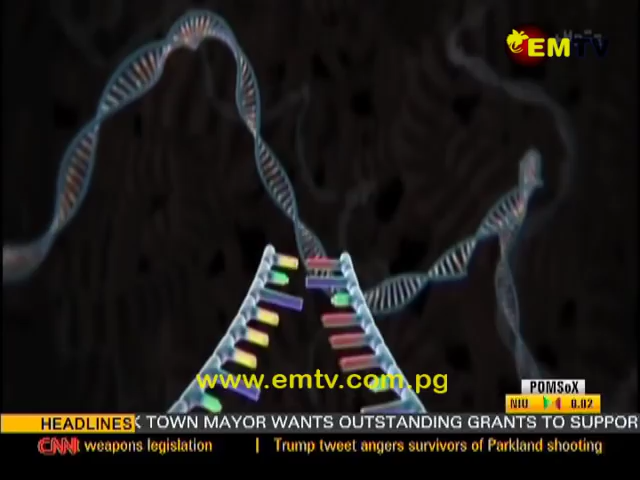 EMTV
www.emtv.com.pg
POMSoX
NIU 0.02
HEADLINES K TOWN MAYOR WANTS OUTSTANDING GRANTS TO SUPPOR
CNN t weapons legislation | Trump tweet angers survivors of Parkland shooting